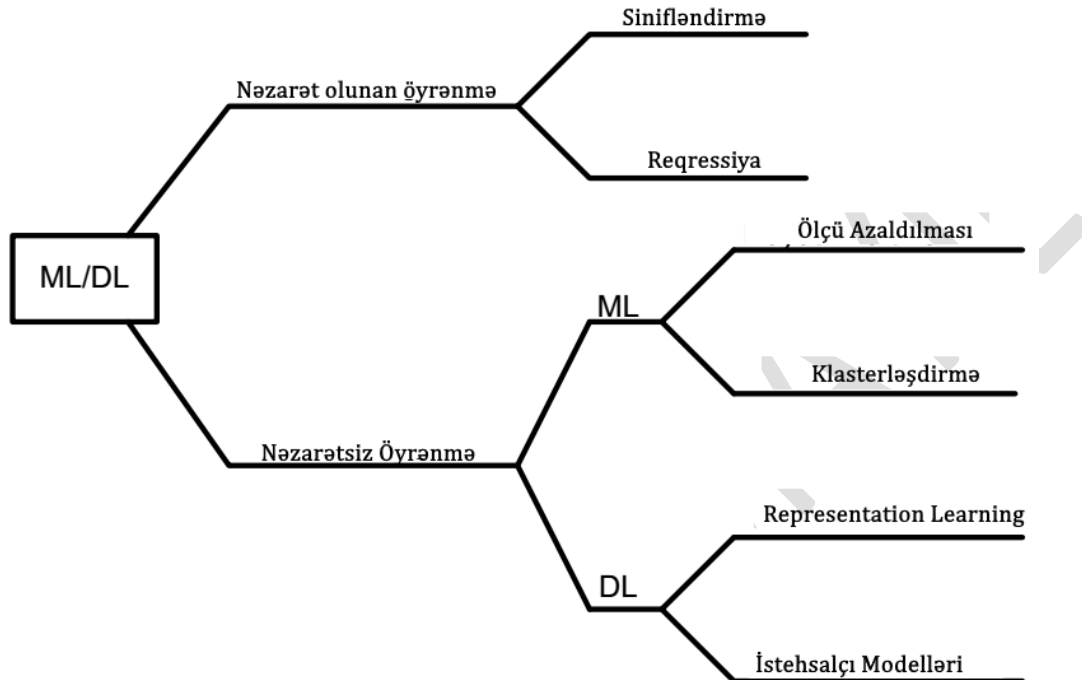 Sinifləndirmə
Nəzarət olunan öyrənmə
Reqressiya
ML/DL
Ölçü Azaldılması
ML
Klasterləşdirmə
Nəzarətsiz Öyrənmə
Representation Learning
DL
İstehsalçı Modelləri